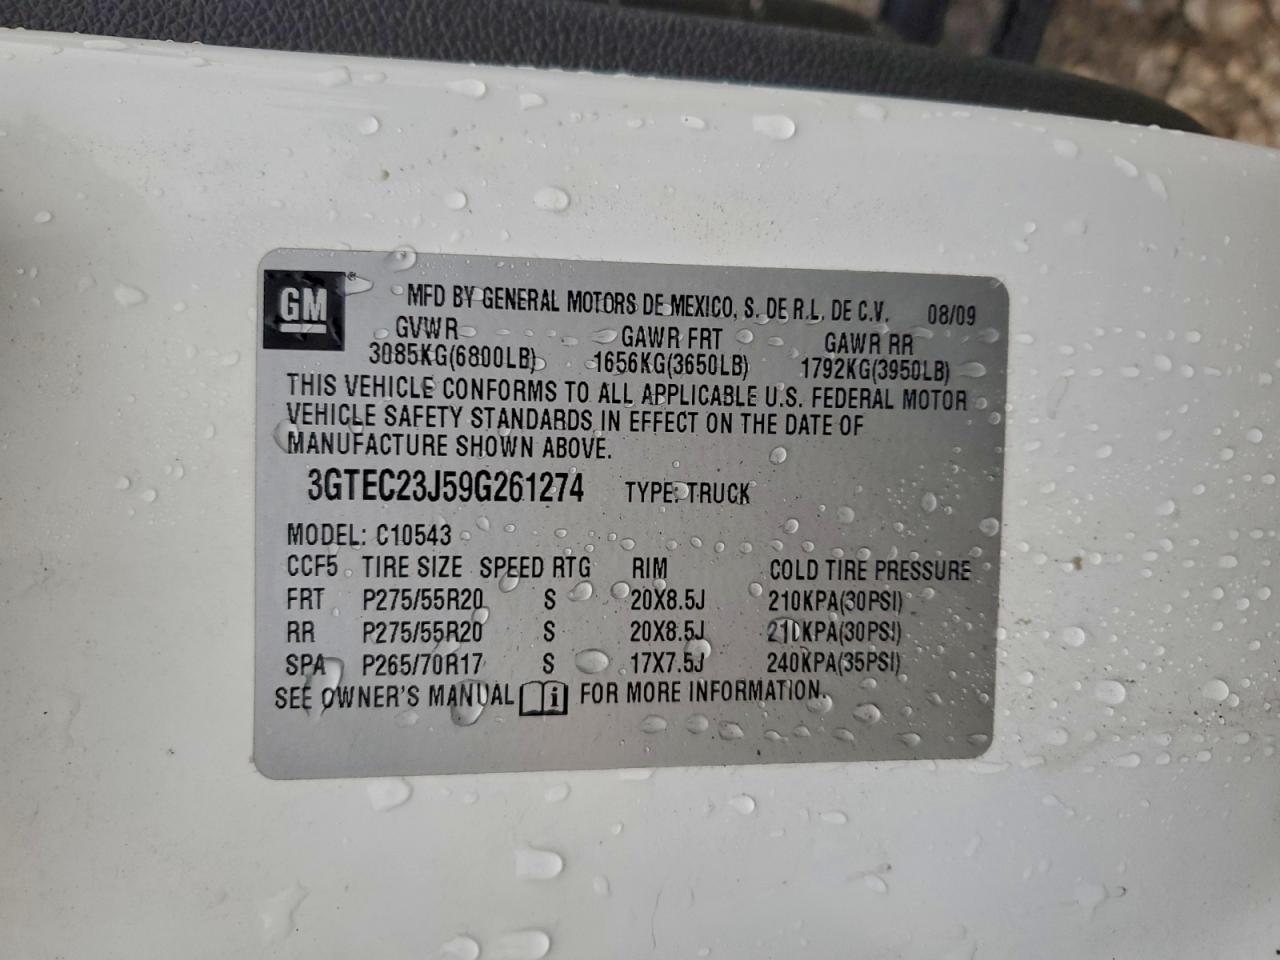 GM® MFD BY GENERAL MOTORS DE MEXICO, S. DE R.L. DE C.V. 08/09
GVWR GAWR FRT GAWR RR
3085KG(6800LB) 1656KG(3650LB) 1792KG(3950LB)
THIS VEHICLE CONFORMS TO ALL APPLICABLE U.S. FEDERAL MOTOR
VEHICLE SAFETY STANDARDS IN EFFECT ON THE DATE OF
MANUFACTURE SHOWN ABOVE.
3GTEC23J59G261274 TYPE: TRUCK
MODEL: C10543
CCF5 TIRE SIZE SPEED RTG RIM COLD TIRE PRESSURE
FRT P275/55R20 S 20X8.5J 210KPA(30PSI)
RR P275/55R20 S 20X8.5J 210KPA(30PSI)
SPA P265/70R17 S 17X7.5J 240KPA(35PSI)
SEE OWNER'S MANUAL i FOR MORE INFORMATION.